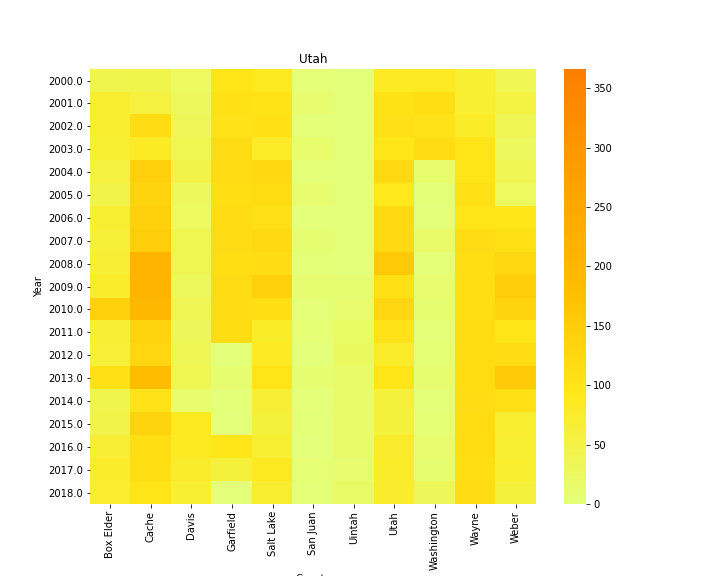 Utah
Year
2000.0
2001.0
2002.0
2003.0
2004.0
2005.0
2006.0
2007.0
2008.0
2009.0
2010.0
2011.0
2012.0
2013.0
2014.0
2015.0
2016.0
2017.0
2018.0
Box Elder
Cache
Davis
Garfield
Salt Lake
San Juan
Uintah
Utah
Washington
Wayne
Weber
350
300
250
200
150
100
50
0